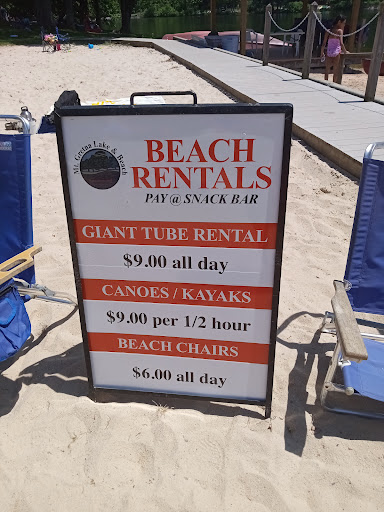 Mt. Gretna Lake & Beach
BEACH
RENTALS
PAY @ SNACK BAR
GIANT TUBE RENTAL
$9.00 all day
CANOES / KAYAKS
$9.00 per 1/2 hour
BEACH CHAIRS
$6.00 all day